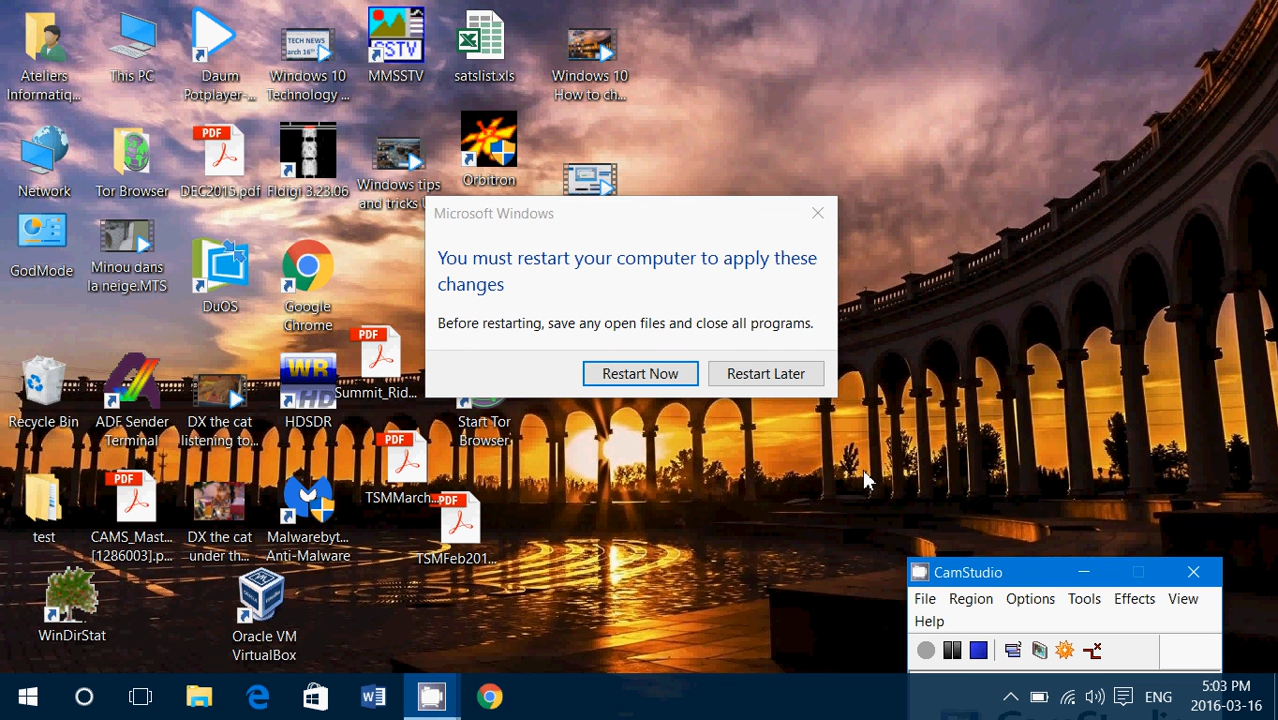 Ateliers
Informatiq...
This PC
Daum
Potplayer-...
TECH NEWS
arch 16th
Windows 10
Technology ...
SSTV
MMSSTV
satslist.xls
Windows 10
How to ch...
Network
Tor Browser
PDF
DEC2015.pdf
Fldigi 3.23.06
Windows tips
and tricks
Orbitron
GodMode
Minou dans
la neige.MTS
DuOS
Google
Chrome
Microsoft Windows
You must restart your computer to apply these
changes
Before restarting, save any open files and close all programs.
Restart Now
Restart Later
PDF
Summit_Rid...
Recycle Bin
ADF Sender
Terminal
DX the cat
listening to...
WR
HD
HDSDR
Start Tor
Browser
PDF
TSMMarch...
test
PDF
CAMS_Mast...
[1286003].p...
DX the cat
under th...
Malwarebyt...
Anti-Malware
PDF
TSMFeb201...
WinDirStat
Oracle VM
VirtualBox
CamStudio
File
Region
Options
Tools
Effects
View
Help
ENG
5:03 PM
2016-03-16